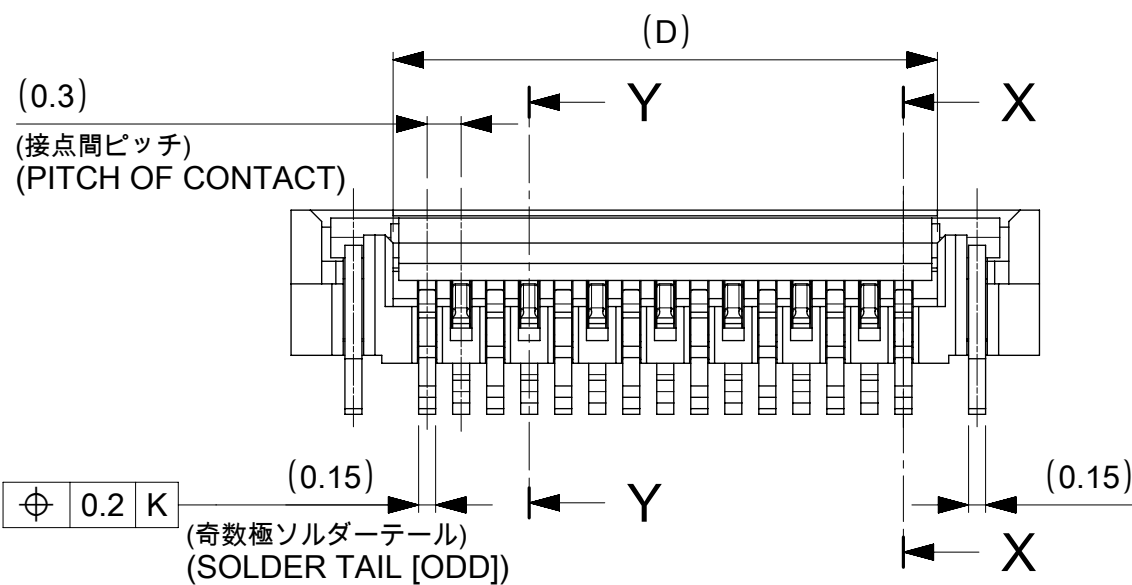 (D)
(0.3)
Y
X
(接点間ピッチ)
(PITCH OF CONTACT)
(0.15)
(0.15)
⌖ 0.2 K
Y
(奇数極ソルダーテール)
(SOLDER TAIL [ODD])
X